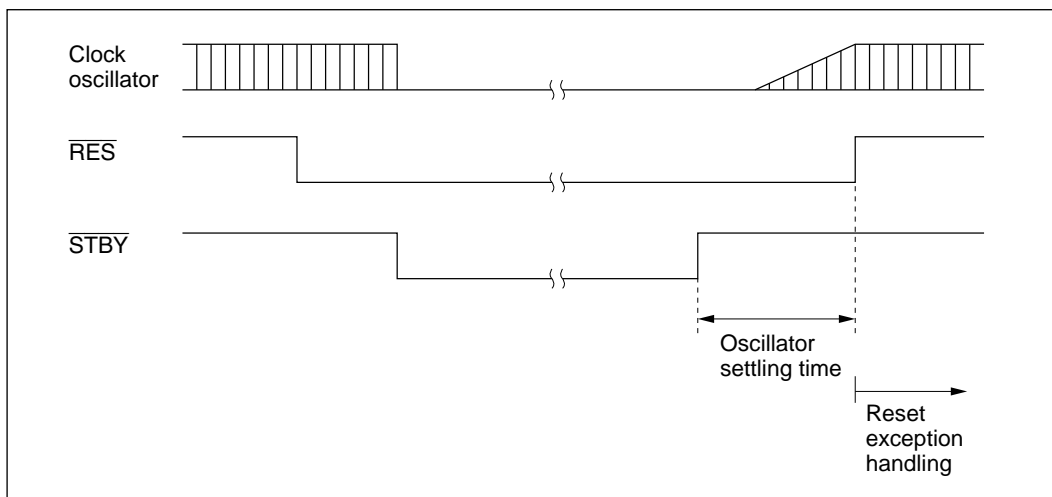 Clock
oscillator
RES
STBY
Oscillator
settling time
Reset
exception
handling